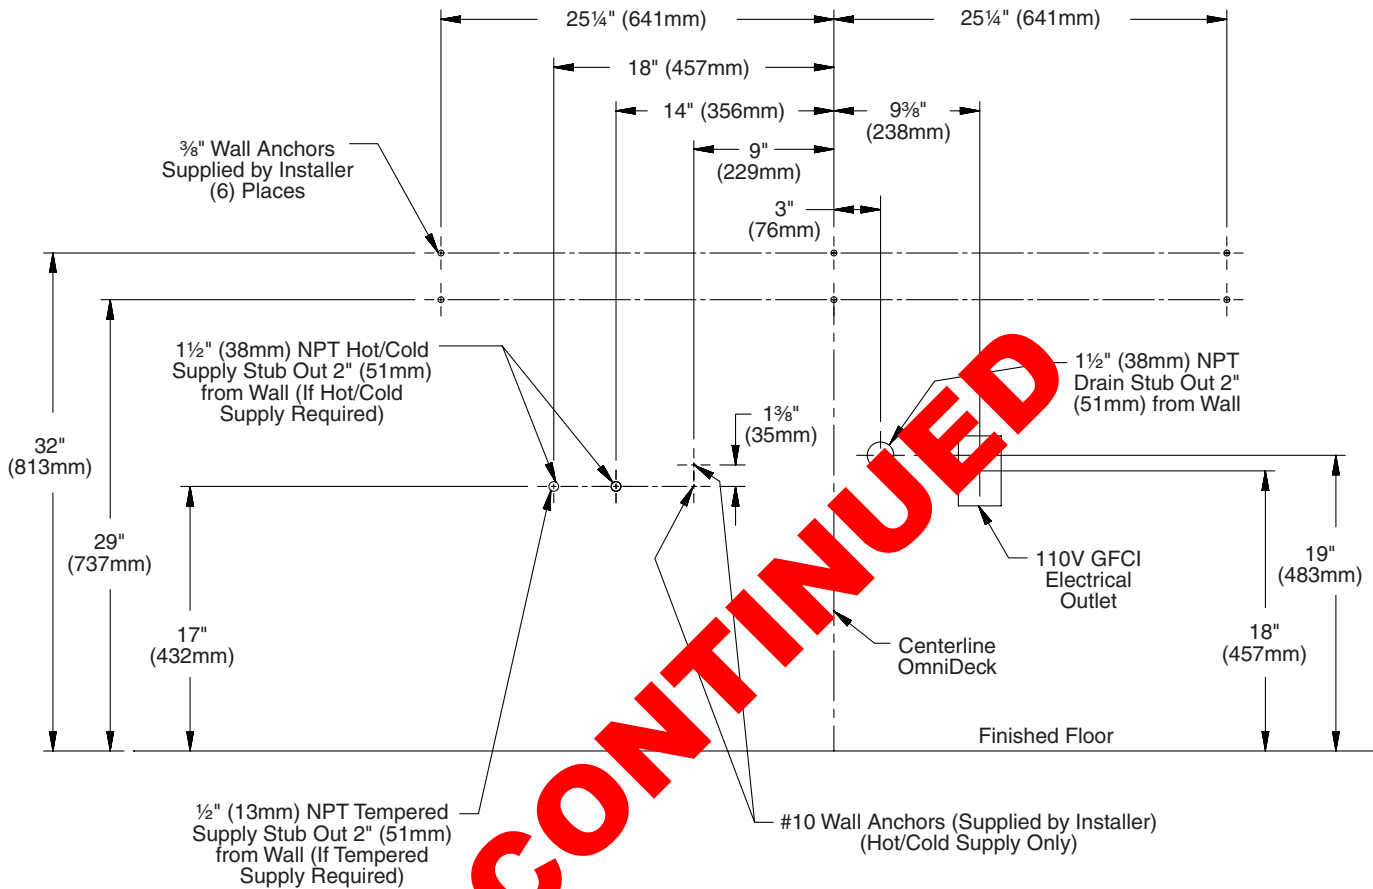 25¼" (641mm)
25¼" (641mm)
18" (457mm)
14" (356mm)
9⅜"
(238mm)
⅜" Wall Anchors
Supplied by Installer
(6) Places
9"
(229mm)
3"
(76mm)
1½" (38mm) NPT Hot/Cold
Supply Stub Out 2" (51mm)
from Wall (If Hot/Cold
Supply Required)
1½" (38mm) NPT
Drain Stub Out 2"
(51mm) from Wall
1⅜"
(35mm)
32"
(813mm)
29"
(737mm)
17"
(432mm)
110V GFCI
Electrical
Outlet
19"
(483mm)
18"
(457mm)
Centerline
OmniDeck
Finished Floor
½" (13mm) NPT Tempered
Supply Stub Out 2" (51mm)
from Wall (If Tempered
Supply Required)
#10 Wall Anchors (Supplied by Installer)
(Hot/Cold Supply Only)
CONTINUED